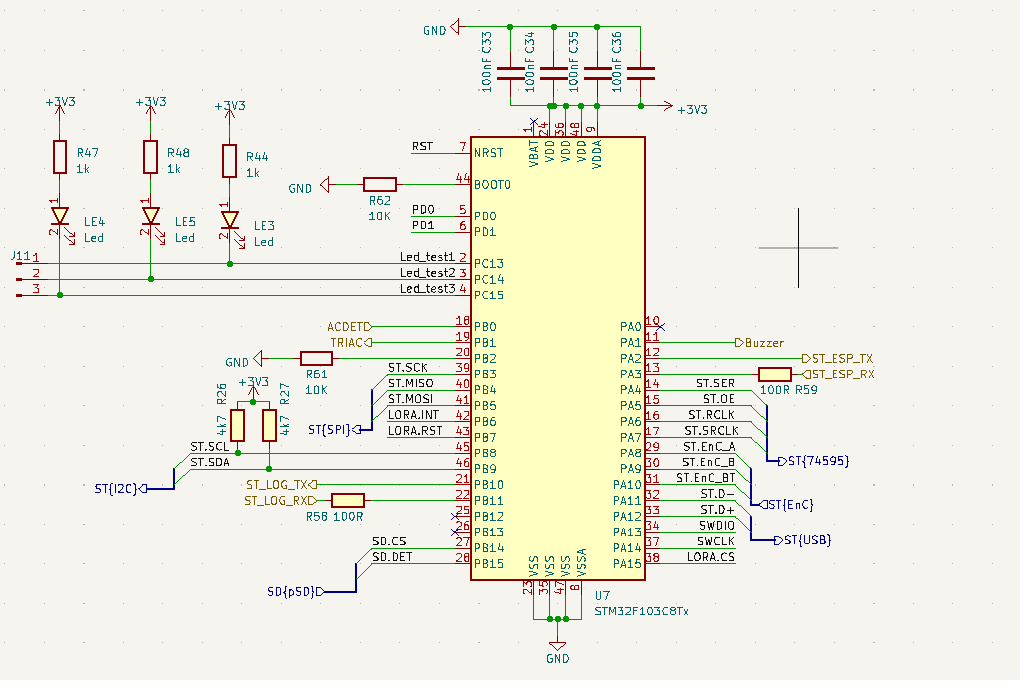 GND
100nF C33
100nF C34
100nF C35
100nF C36
+3V3
+3V3
+3V3
+3V3
R47
1k
R48
1k
R44
1k
1
2
LE4
Led
1
2
LE5
Led
1
2
LE3
Led
J11
1
2
3
1
24
36
48
9
VBAT
VDD
VDD
VDD
VDDA
RST 7 NRST
GND
R62
10K
44 BOOT0
PD0 5 PD0
PD1 6 PD1
Led_test1 2 PC13
Led_test2 3 PC14
Led_test3 4 PC15
ACDET 18 PB0
TRIAC 19 PB1
GND
R61
10K
20 PB2
ST.SCK 39 PB3
ST.MISO 40 PB4
ST.MOSI 41 PB5
LORA.INT 42 PB6
LORA.RST 43 PB7
ST{SPI}
+3V3
R26
4k7
R27
4k7
ST.SCL 45 PB8
ST.SDA 46 PB9
ST{I2C}
ST_LOG_TX 21 PB10
ST_LOG_RX 22 PB11
R58 100R
25 PB12
26 PB13
SD.CS 27 PB14
SD.DET 28 PB15
SD{pSD}
PA0 10
PA1 11 Buzzer
PA2 12 ST_ESP_TX
PA3 13 ST_ESP_RX
100R R59
PA4 14 ST.SER
PA5 15 ST.OE
PA6 16 ST.RCLK
PA7 17 ST.SRCLK
ST{74595}
PA8 29 ST.EnC_A
PA9 30 ST.EnC_B
PA10 31 ST.EnC_BT
ST{EnC}
PA11 32 ST.D-
PA12 33 ST.D+
ST{USB}
PA13 34 SWDIO
PA14 37 SWCLK
PA15 38 LORA.CS
VSS
VSS
VSS
VSSA
23
35
47
8
U7
STM32F103C8Tx
GND